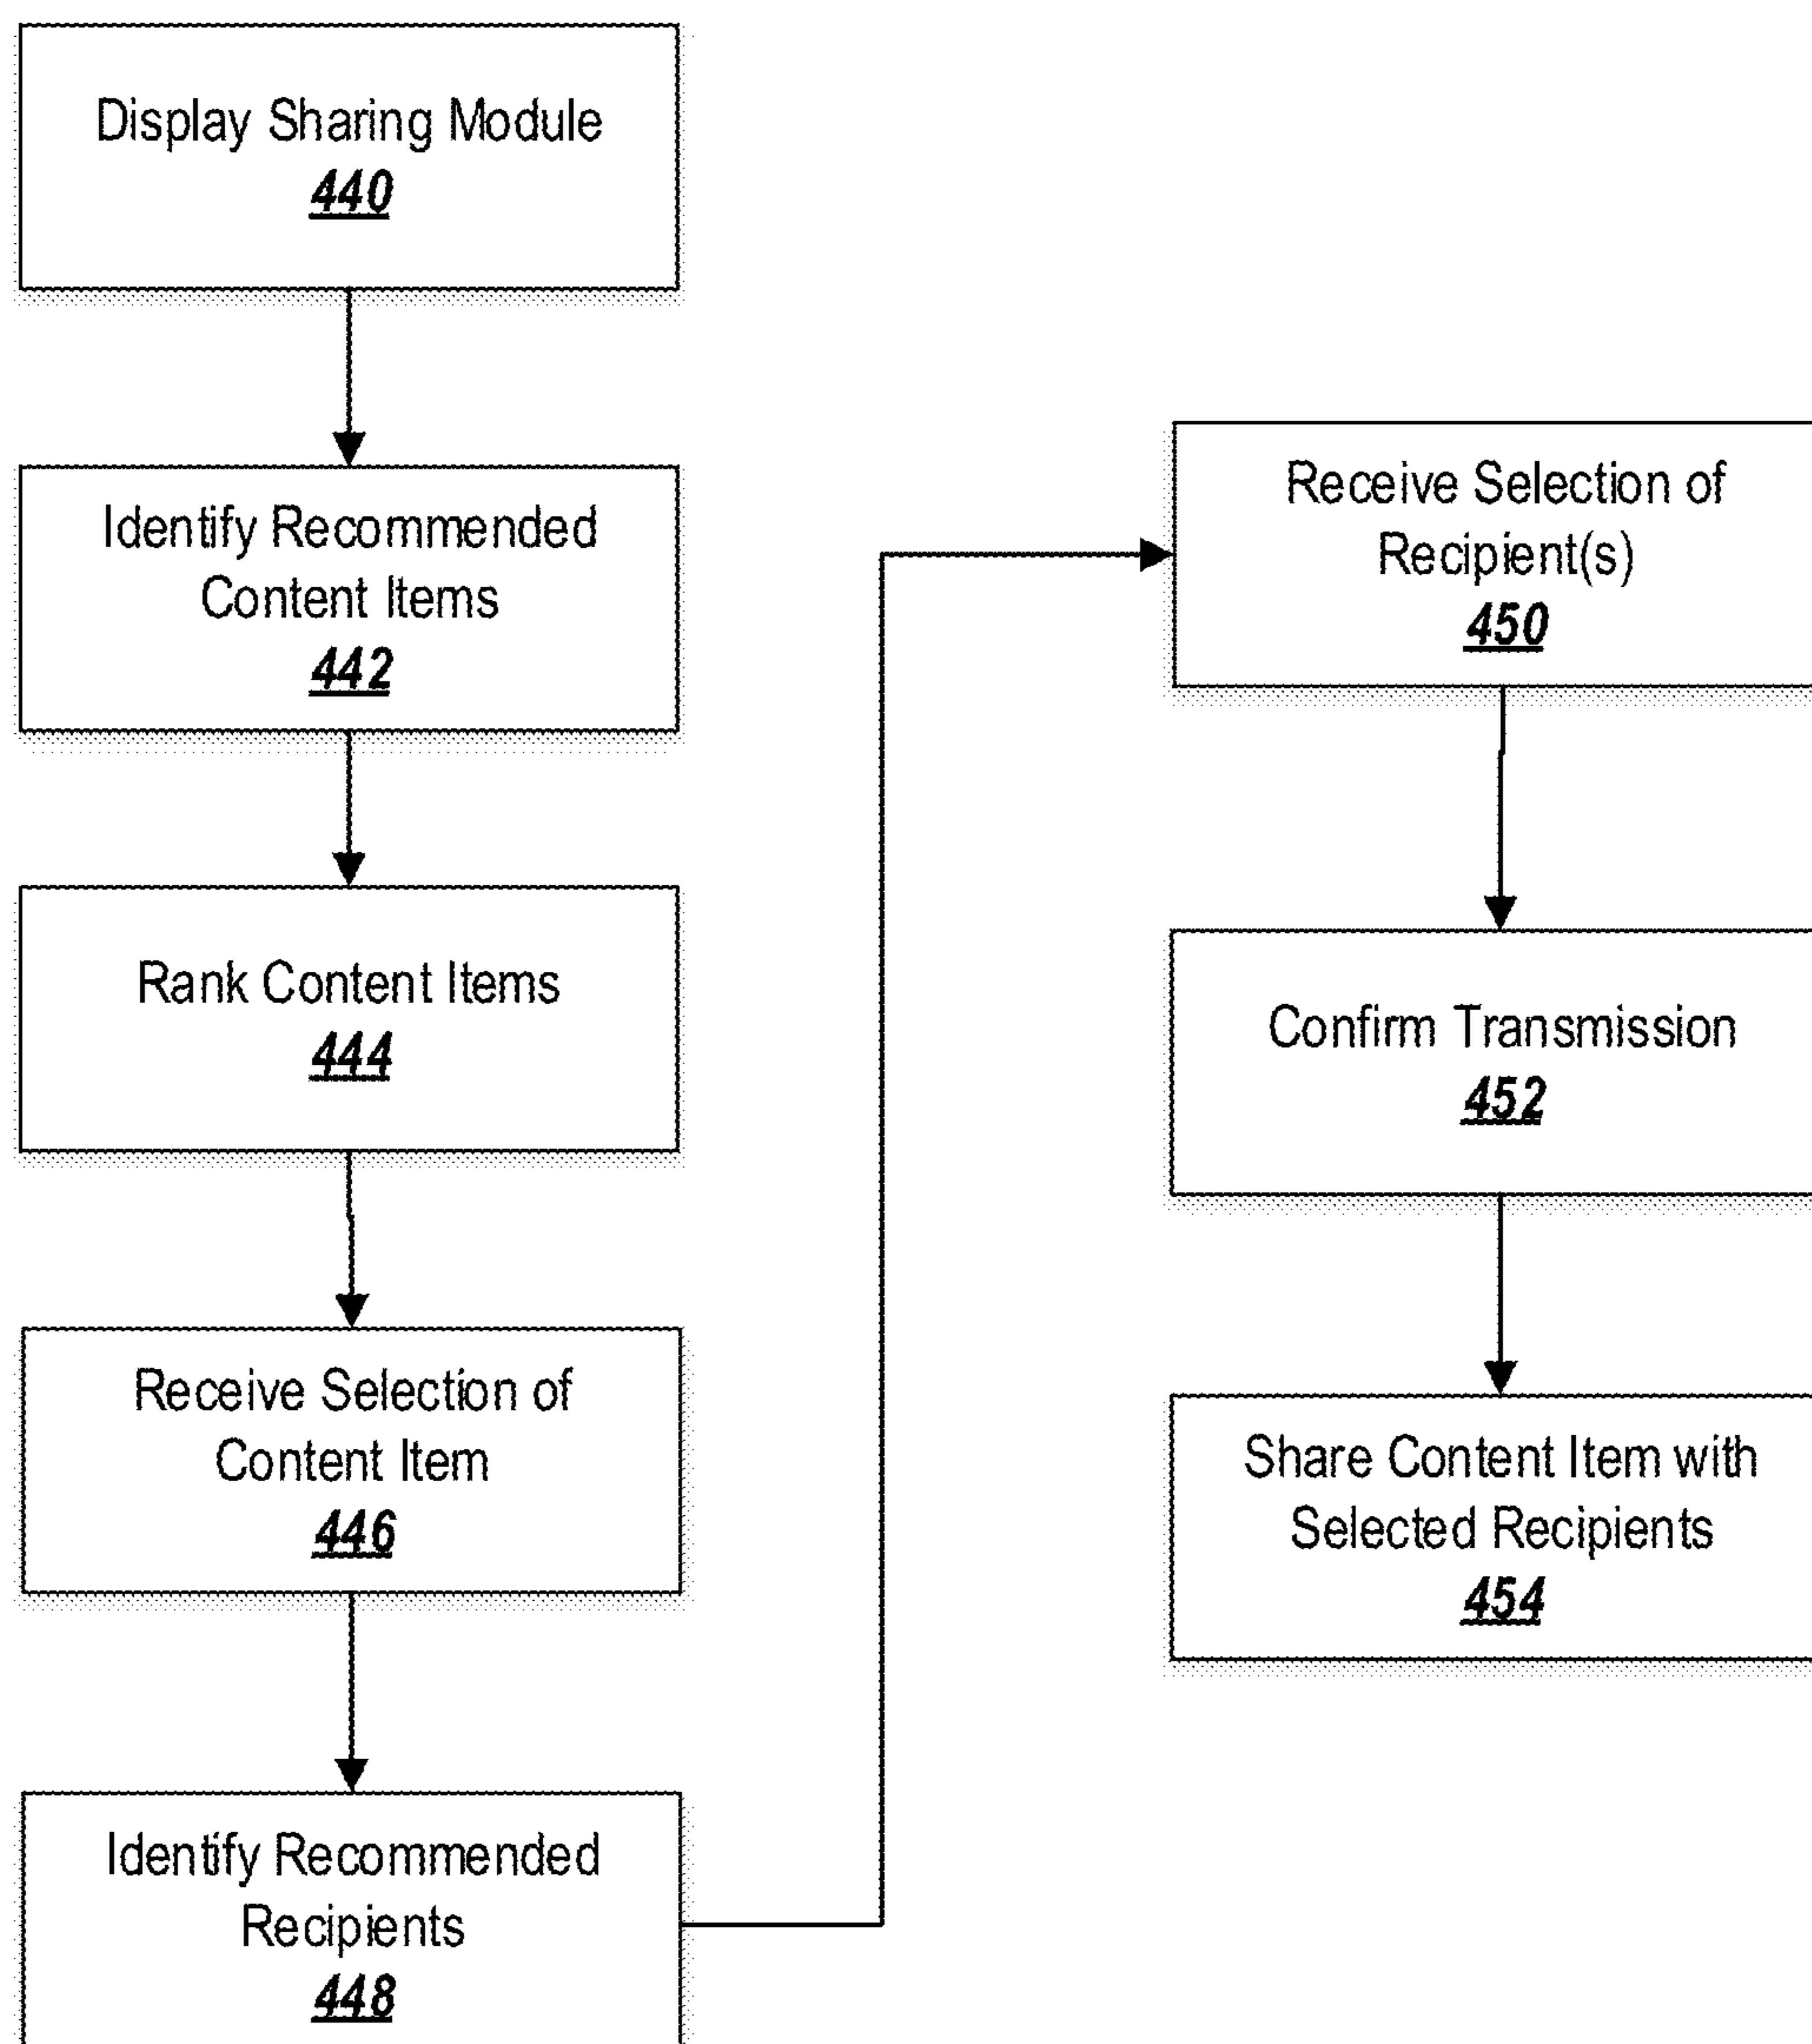 Display Sharing Module
440
Identify Recommended
Content Items
442
Rank Content Items
444
Receive Selection of
Content Item
446
Identify Recommended
Recipients
448
Receive Selection of
Recipient(s)
450
Confirm Transmission
452
Share Content Item with
Selected Recipients
454